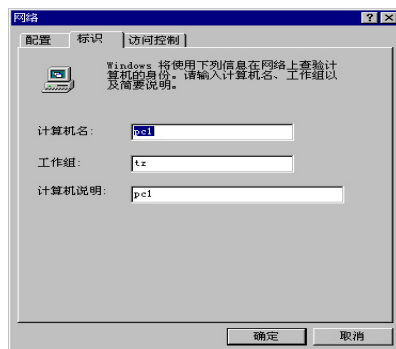 网络
配置 标识 访问控制
Windows 将使用下列信息在网络上查验计
算机的身份。请输入计算机名、工作组以
及简要说明。
计算机名: pc1
工作组: tz
计算机说明: pc1
确定 取消